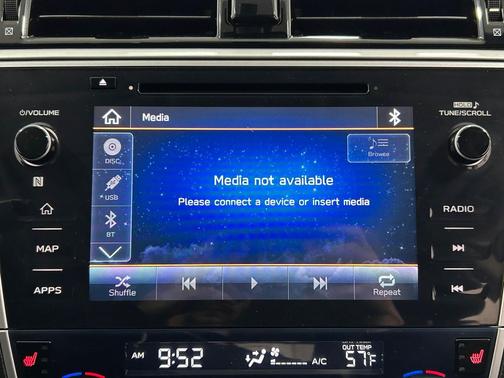 VOLUME
Media
HOLD
TUNE/SCROLL
DISC
Browse
USB
Media not available
Please connect a device or insert media
BT
RADIO
MAP
APPS
Shuffle
Repeat
AM 9:52
A/C
OUT TEMP
57°F